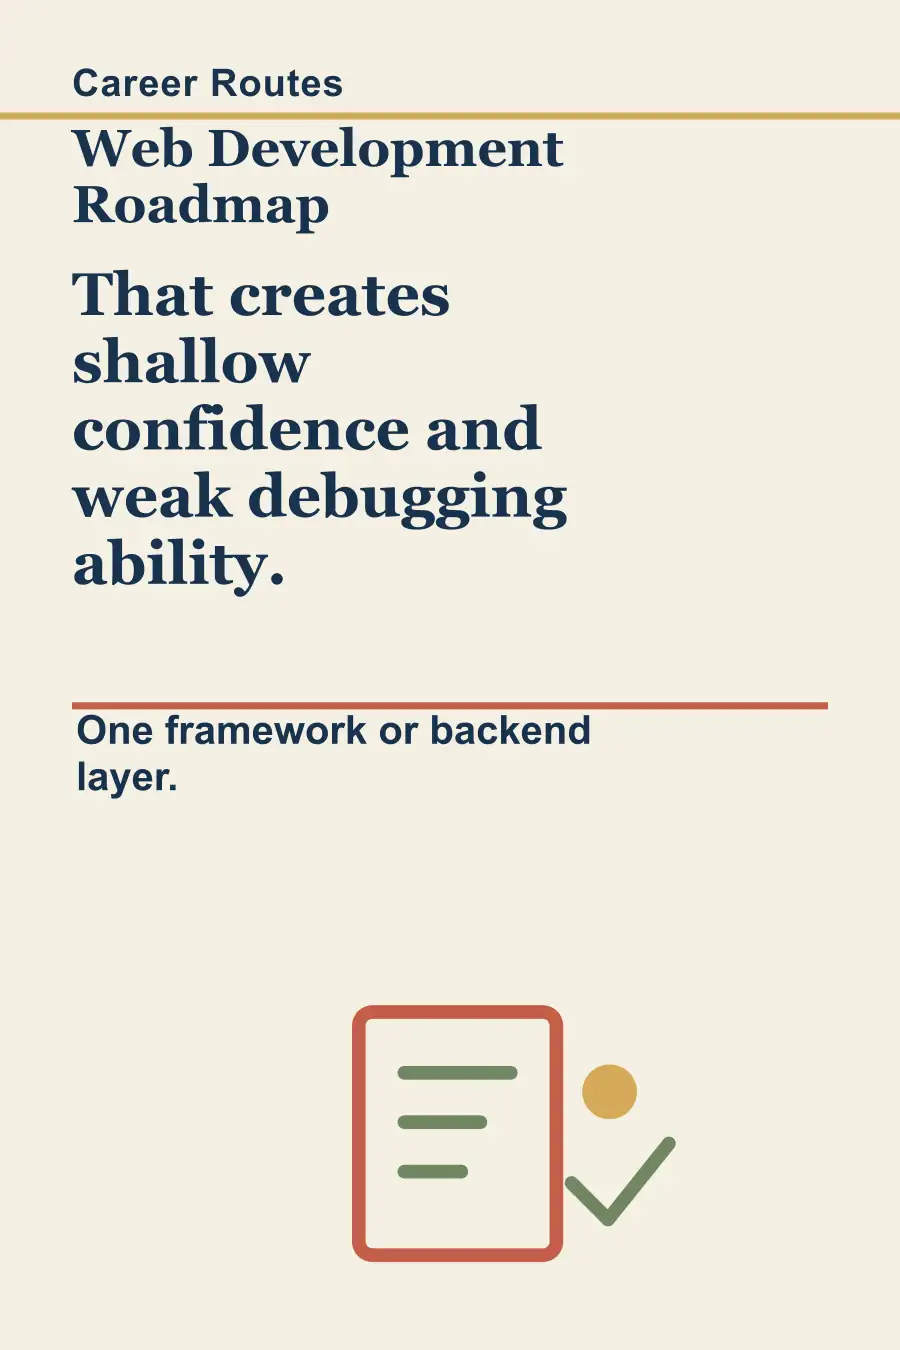 Career Routes
Web Development
Roadmap
That creates
shallow
confidence and
weak debugging
ability.
One framework or backend
layer.